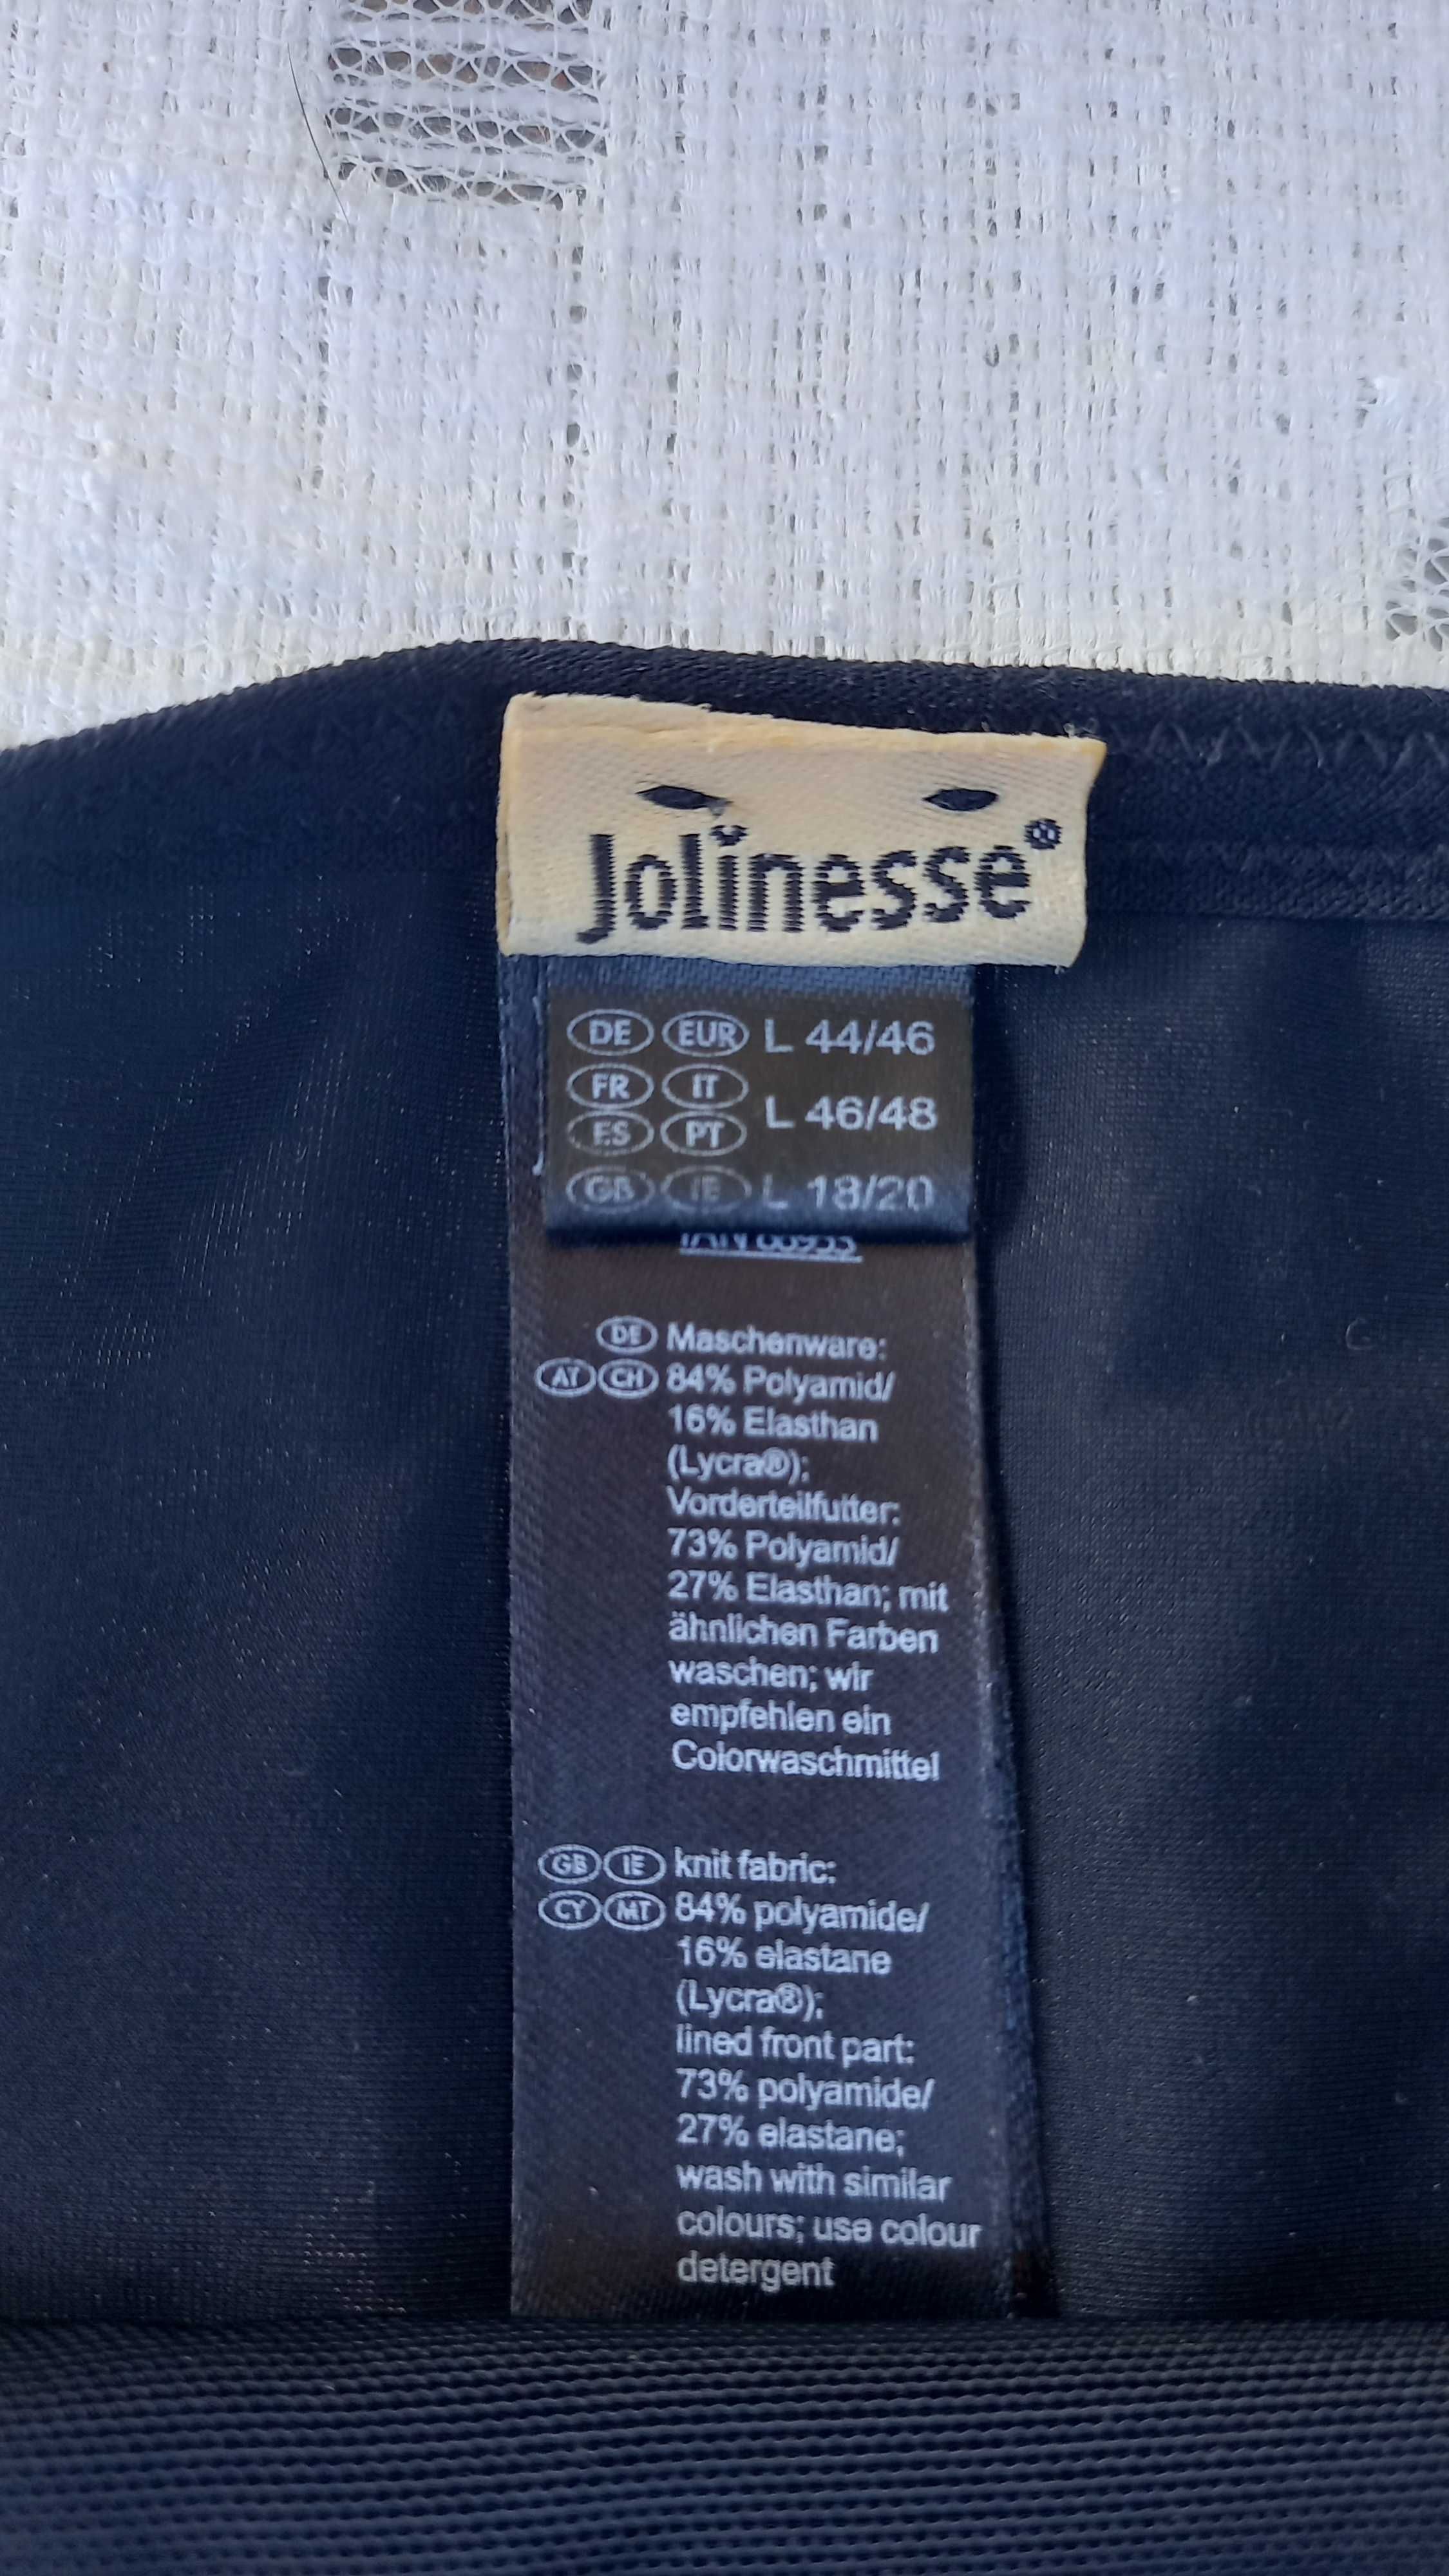 Jolinesse®
DE EUR L 44/46
FR IT
L 46/48
ES PT
GB IE L 18/20
DE Maschenware:
AT CH 84% Polyamid/
16% Elasthan
(Lycra®);
Vorderteilfutter:
73% Polyamid/
27% Elasthan; mit
ähnlichen Farben
waschen; wir
empfehlen ein
Colorwaschmittel
GB IE knit fabric:
CY MT 84% polyamide/
16% elastane
(Lycra®);
lined front part:
73% polyamide/
27% elastane;
wash with similar
colours; use colour
detergent